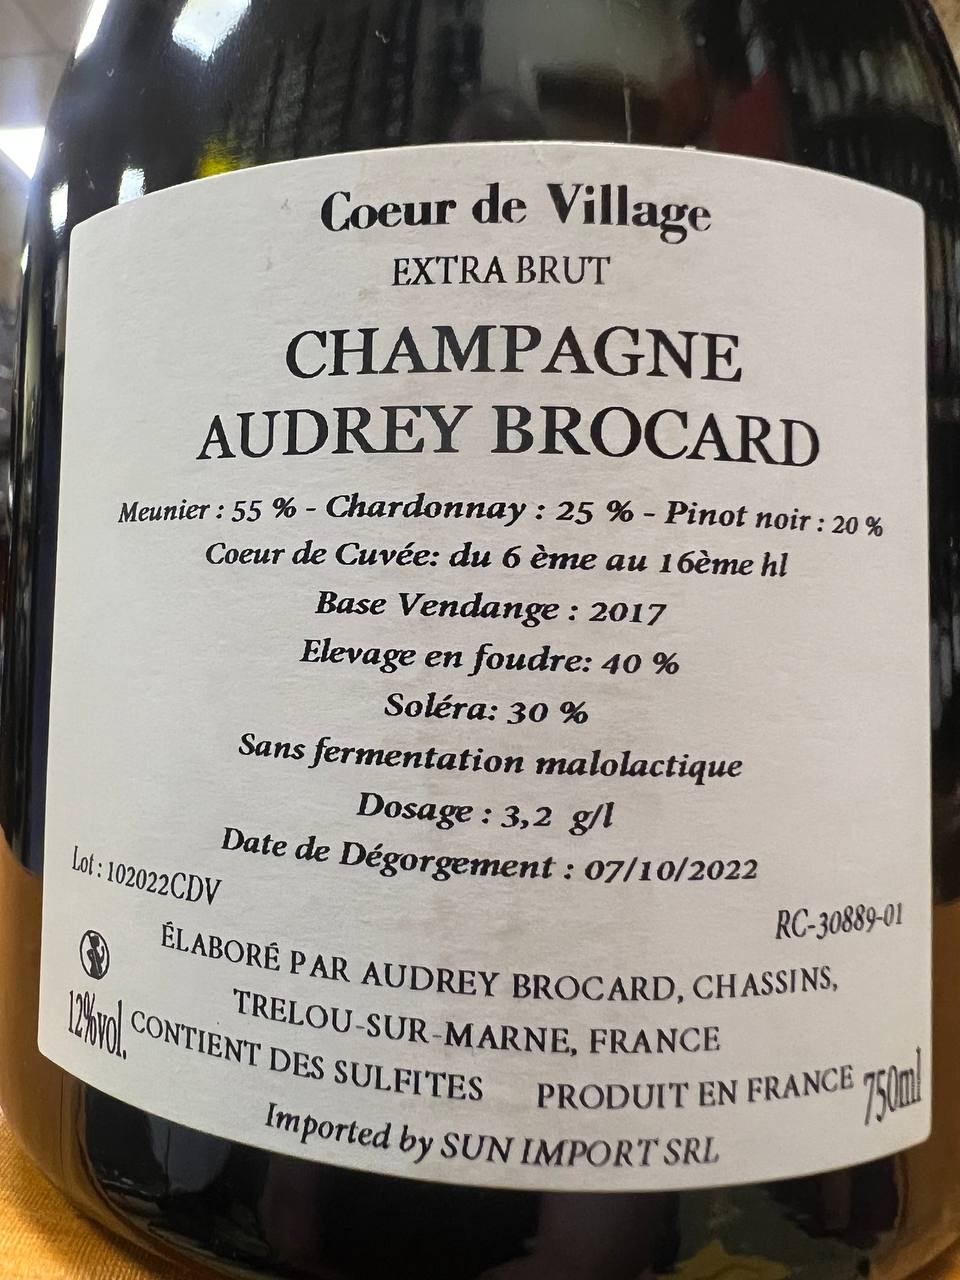 Coeur de Village
EXTRA BRUT
CHAMPAGNE
AUDREY BROCARD
Meunier : 55 % - Chardonnay : 25 % - Pinot noir : 20 %
Coeur de Cuvée: du 6 ème au 16ème hl
Base Vendange : 2017
Elevage en foudre: 40 %
Soléra: 30 %
Sans fermentation malolactique
Dosage : 3,2 g/l
Date de Dégorgement : 07/10/2022
Lot : 102022CDV
RC-30889-01
ÉLABORÉ PAR AUDREY BROCARD, CHASSINS,
TRELOU-SUR-MARNE, FRANCE
12%vol. CONTIENT DES SULFITES PRODUIT EN FRANCE 750ml
Imported by SUN IMPORT SRL